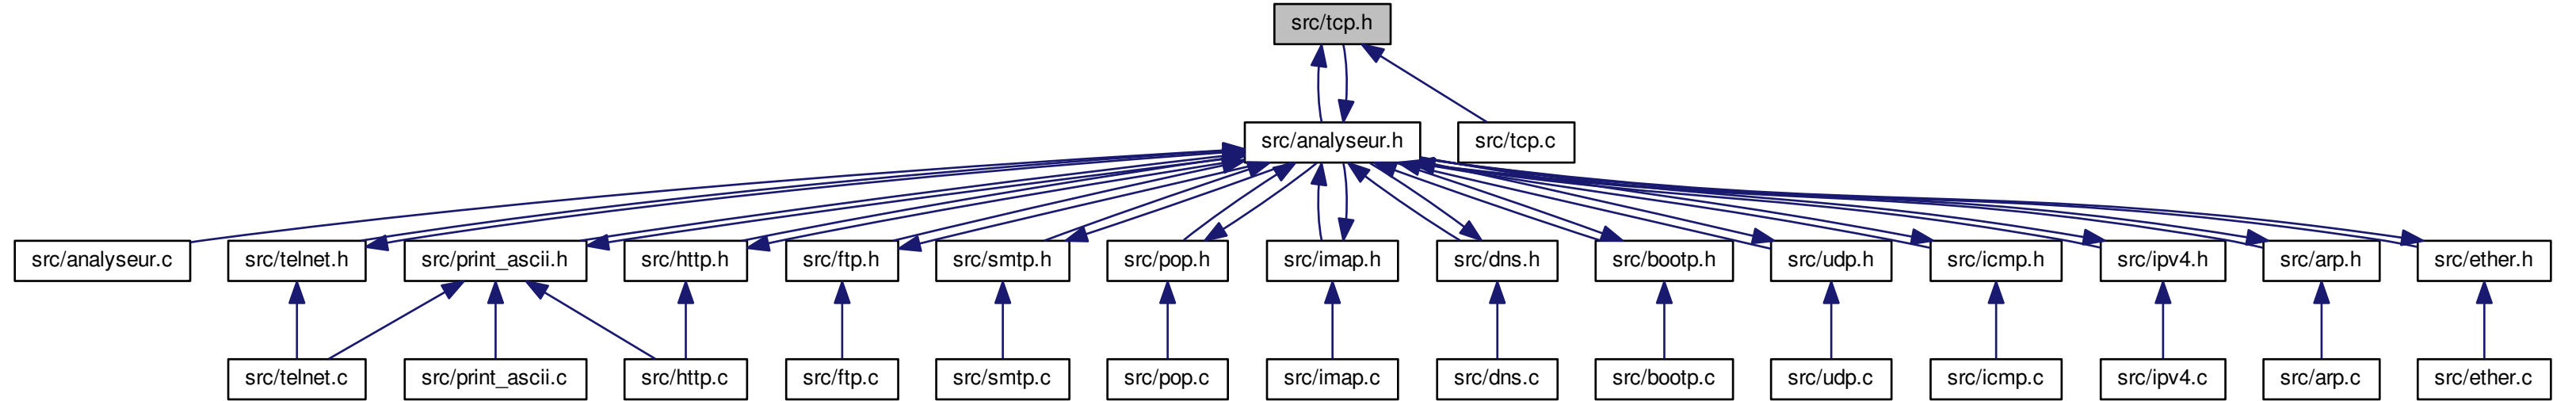 src/tcp.h
src/analyseur.h
src/tcp.c
src/analyseur.c
src/telnet.h
src/print_ascii.h
src/http.h
src/ftp.h
src/smtp.h
src/pop.h
src/imap.h
src/dns.h
src/bootp.h
src/udp.h
src/icmp.h
src/ipv4.h
src/arp.h
src/ether.h
src/telnet.c
src/print_ascii.c
src/http.c
src/ftp.c
src/smtp.c
src/pop.c
src/imap.c
src/dns.c
src/bootp.c
src/udp.c
src/icmp.c
src/ipv4.c
src/arp.c
src/ether.c